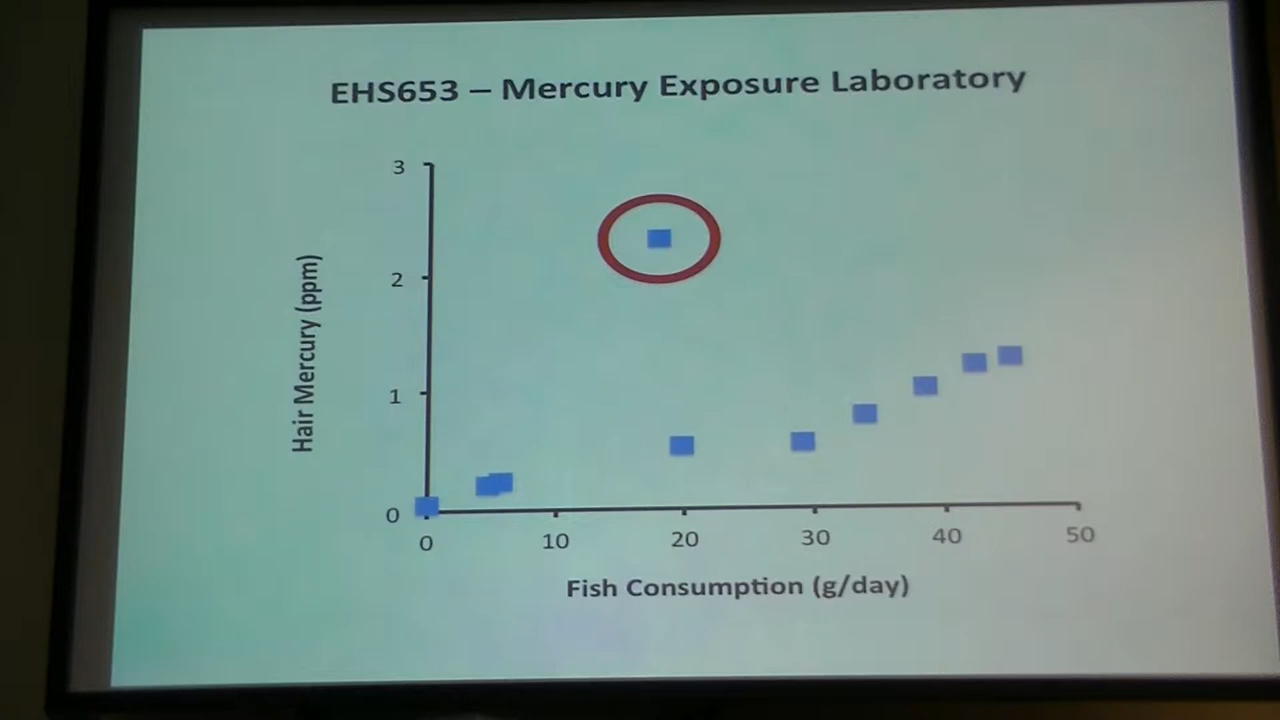 EHS653 – Mercury Exposure Laboratory
3
2
1
0
Hair Mercury (ppm)
0 10 20 30 40 50
Fish Consumption (g/day)